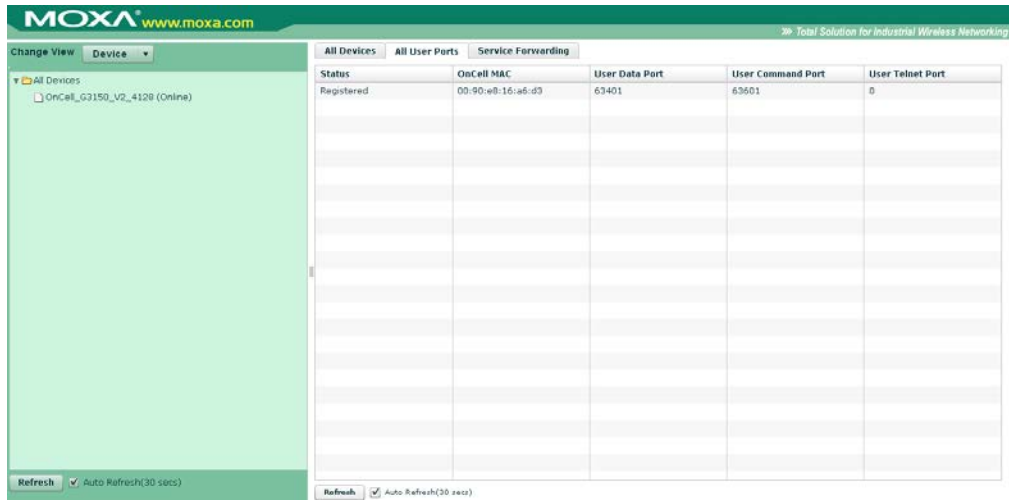 MOXA® www.moxa.com
>>> Total Solution for Industrial Wireless Networking
Change View Device
All Devices
OnCell_G3150_V2_4128 (Online)
Refresh Auto Refresh(30 secs)
All Devices All User Ports Service Forwarding
Status OnCell MAC User Data Port User Command Port User Telnet Port
Registered 00:90:e8:16:a6:d3 63401 63601 0
Refresh Auto Refresh(30 secs)